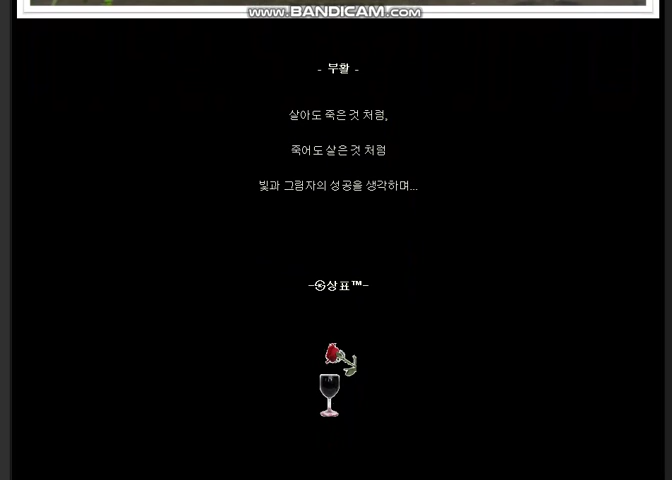 www.BANDICAM.com
- 부활 -
살아도 죽은것 처럼,
죽어도 살은것 처럼
빛과 그림자의 성공을 생각하며...
-㉿상표™-